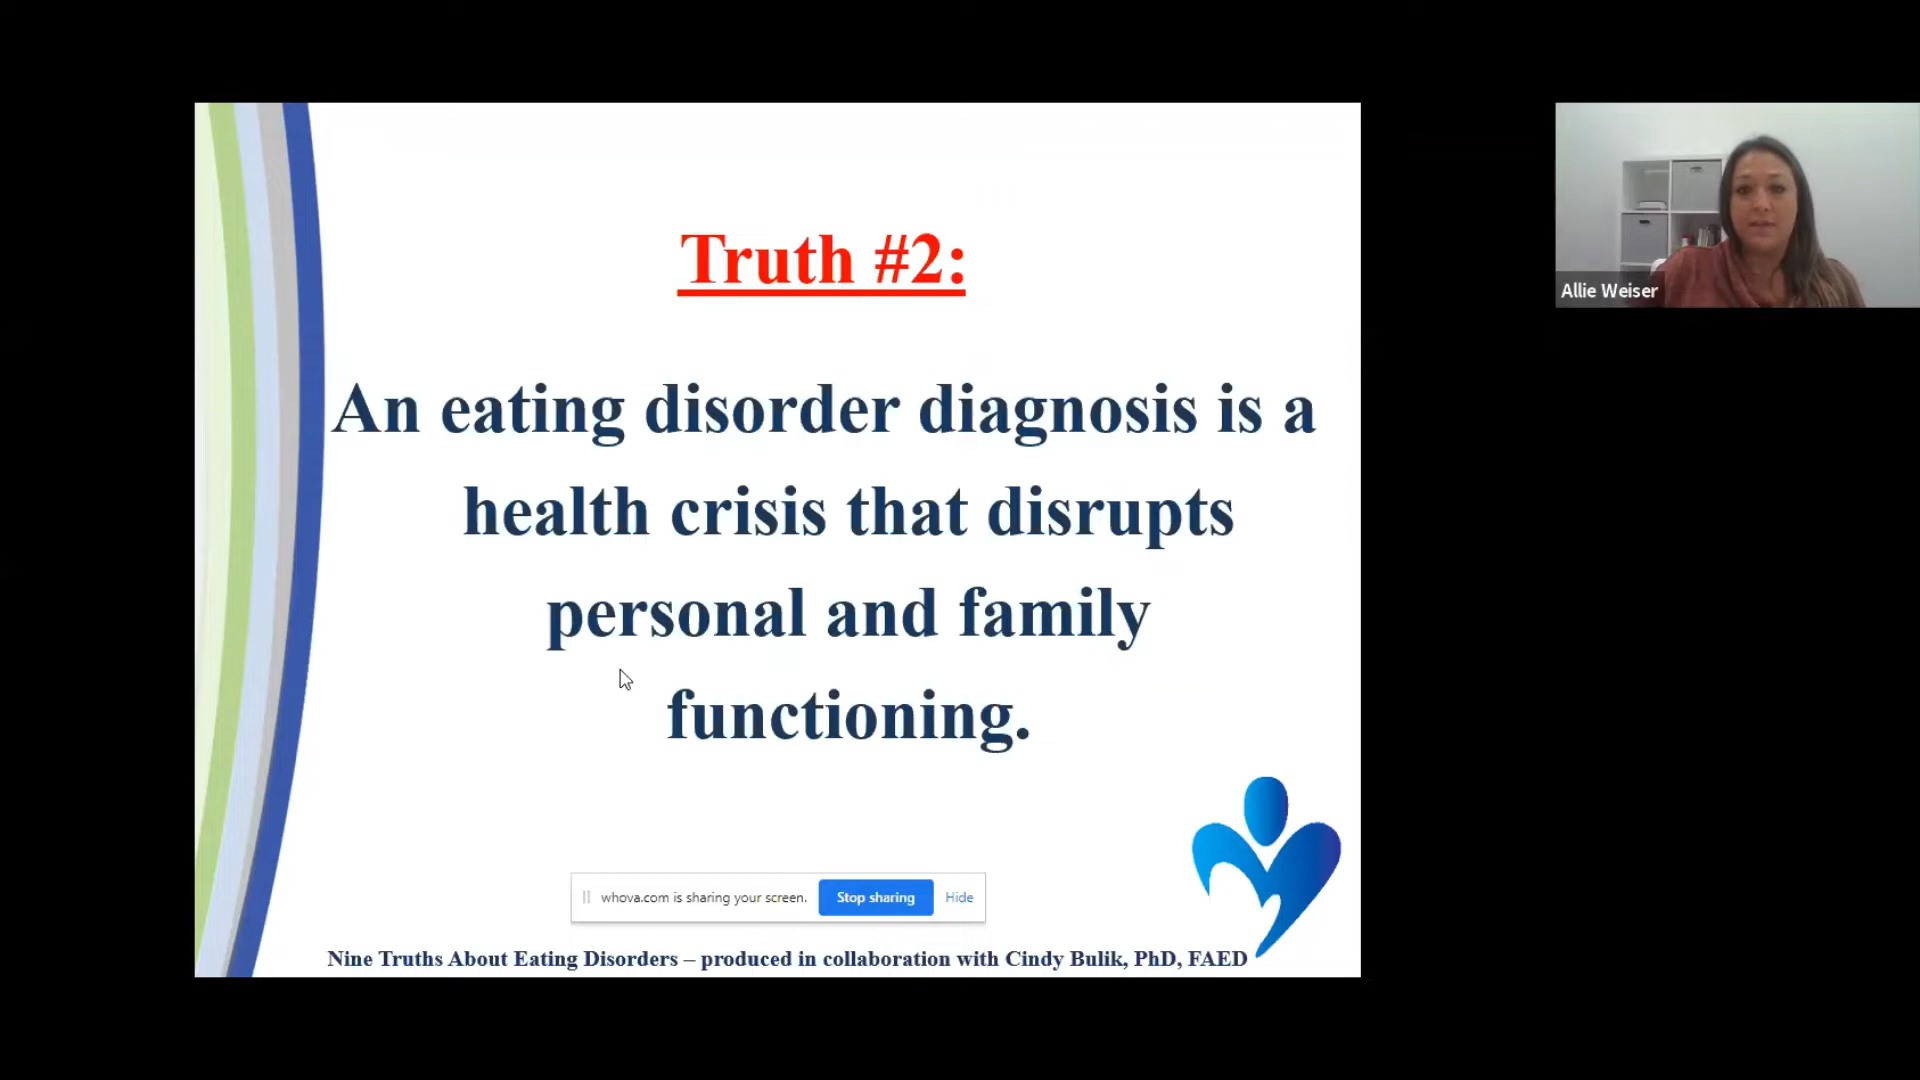 Truth #2:
An eating disorder diagnosis is a
health crisis that disrupts
personal and family
functioning.
whova.com is sharing your screen.
Stop sharing
Hide
Nine Truths About Eating Disorders – produced in collaboration with Cindy Bulik, PhD, FAED
Allie Weiser